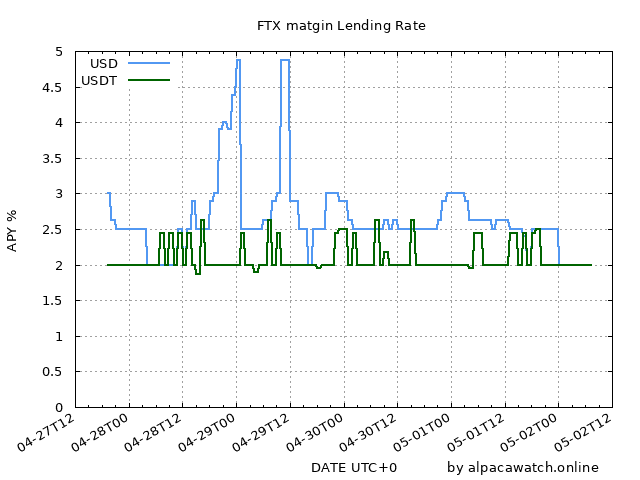 FTX matgin Lending Rate
USD
USDT
5
4.5
4
3.5
3
2.5
2
1.5
1
0.5
0
APY %
04-27T12
04-28T00
04-28T12
04-29T00
04-29T12
04-30T00
04-30T12
05-01T00
05-01T12
05-02T00
05-02T12
DATE UTC+0
by alpacawatch.online